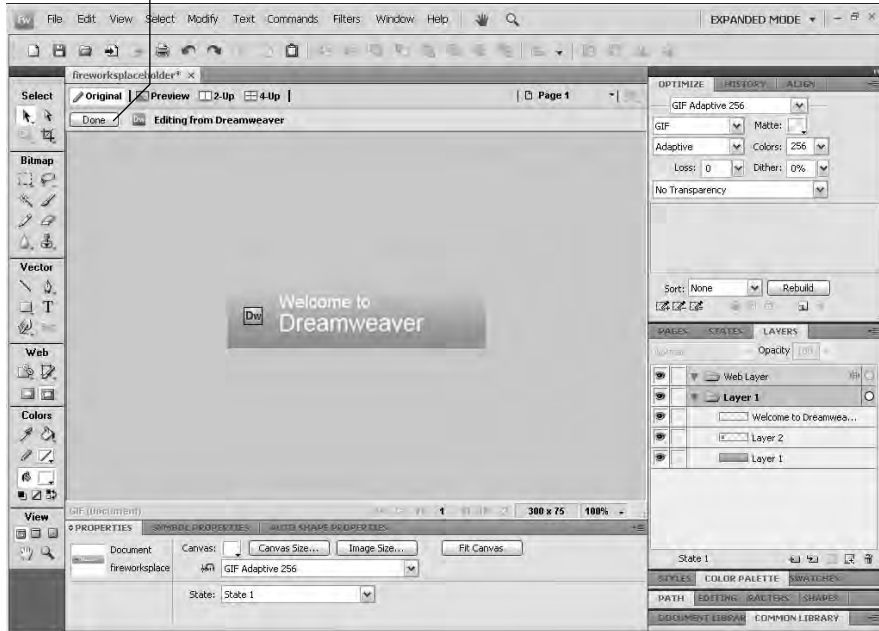 Fw File Edit View Select Modify Text Commands Filters Window Help EXPANDED MODE
fireworksplaceholder* ×
Original Preview 2-Up 4-Up Page 1
Done Dw Editing from Dreamweaver
Select
Bitmap
Vector
T
Web
Colors
View
Dw Welcome to
Dreamweaver
GIF (Document) 1 300 x 75 100%
PROPERTIES SYMBOL PROPERTIES AUTO SHAPE PROPERTIES
Document Canvas: Canvas Size... Image Size... Fit Canvas
fireworksplace GIF Adaptive 256
State: State 1
OPTIMIZE HISTORY ALIGN
GIF Adaptive 256
GIF Matte:
Adaptive Colors: 256
Loss: 0 Dither: 0%
No Transparency
Sort: None Rebuild
PAGES STATES LAYERS
Normal Opacity 100
Web Layer
Layer 1
Welcome to Dreamwea...
Layer 2
Layer 1
State 1
STYLES COLOR PALETTE SWATCHES
PATH EDITING SHAPES
DOCUMENT LIBRAR COMMON LIBRARY